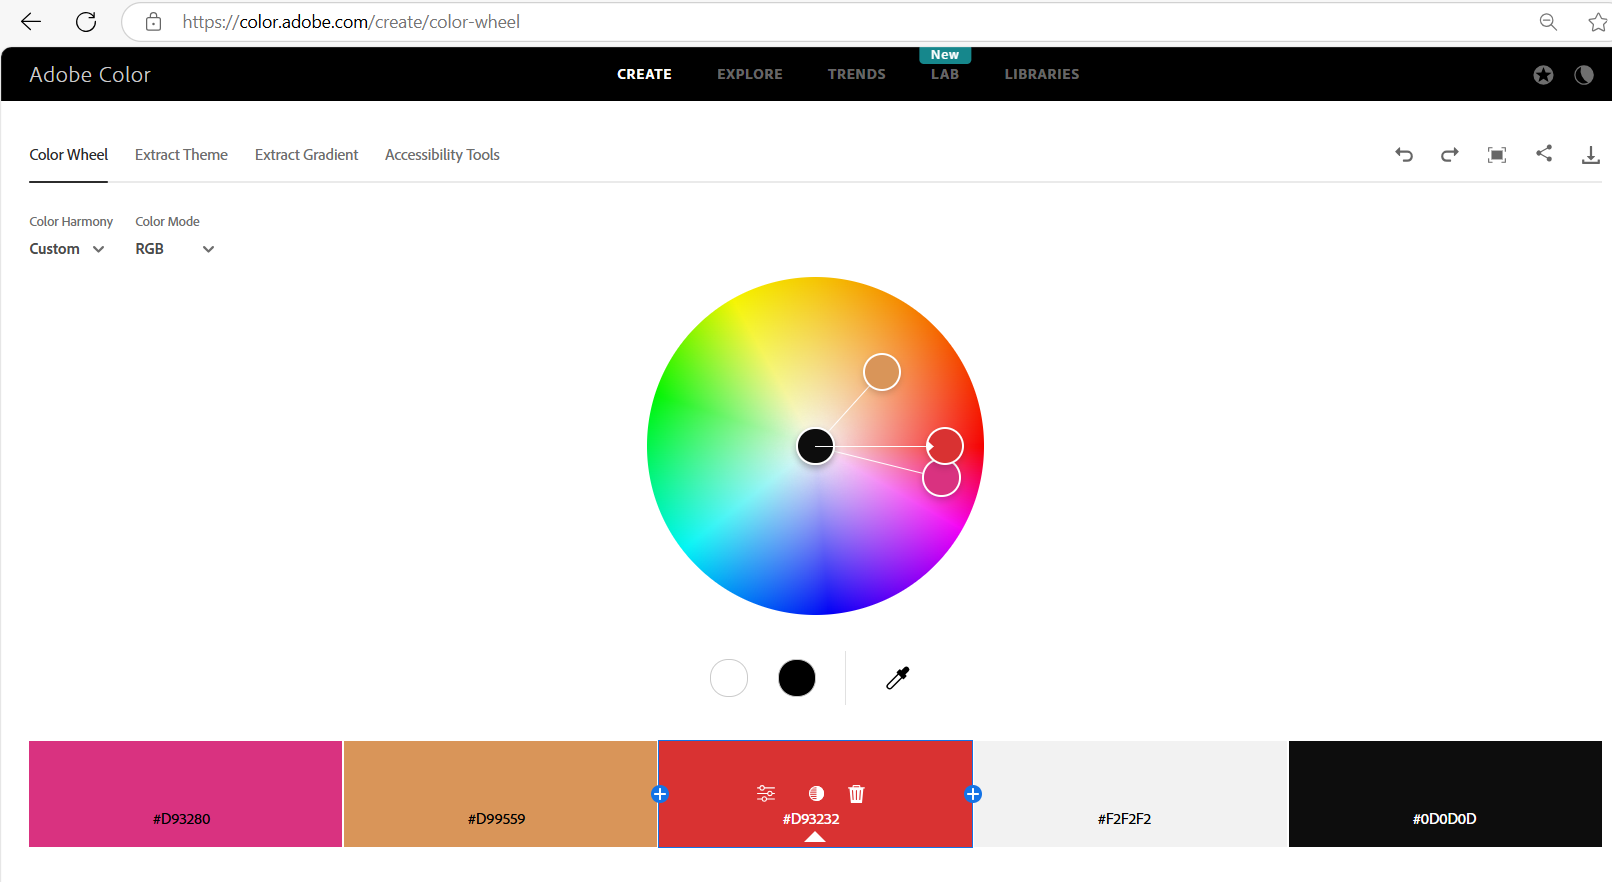 https://color.adobe.com/create/color-wheel
New
Adobe Color CREATE EXPLORE TRENDS LAB LIBRARIES
Color Wheel Extract Theme Extract Gradient Accessibility Tools
Color Harmony Color Mode
Custom RGB
#D93280 #D99559 #D93232 #F2F2F2 #0D0D0D